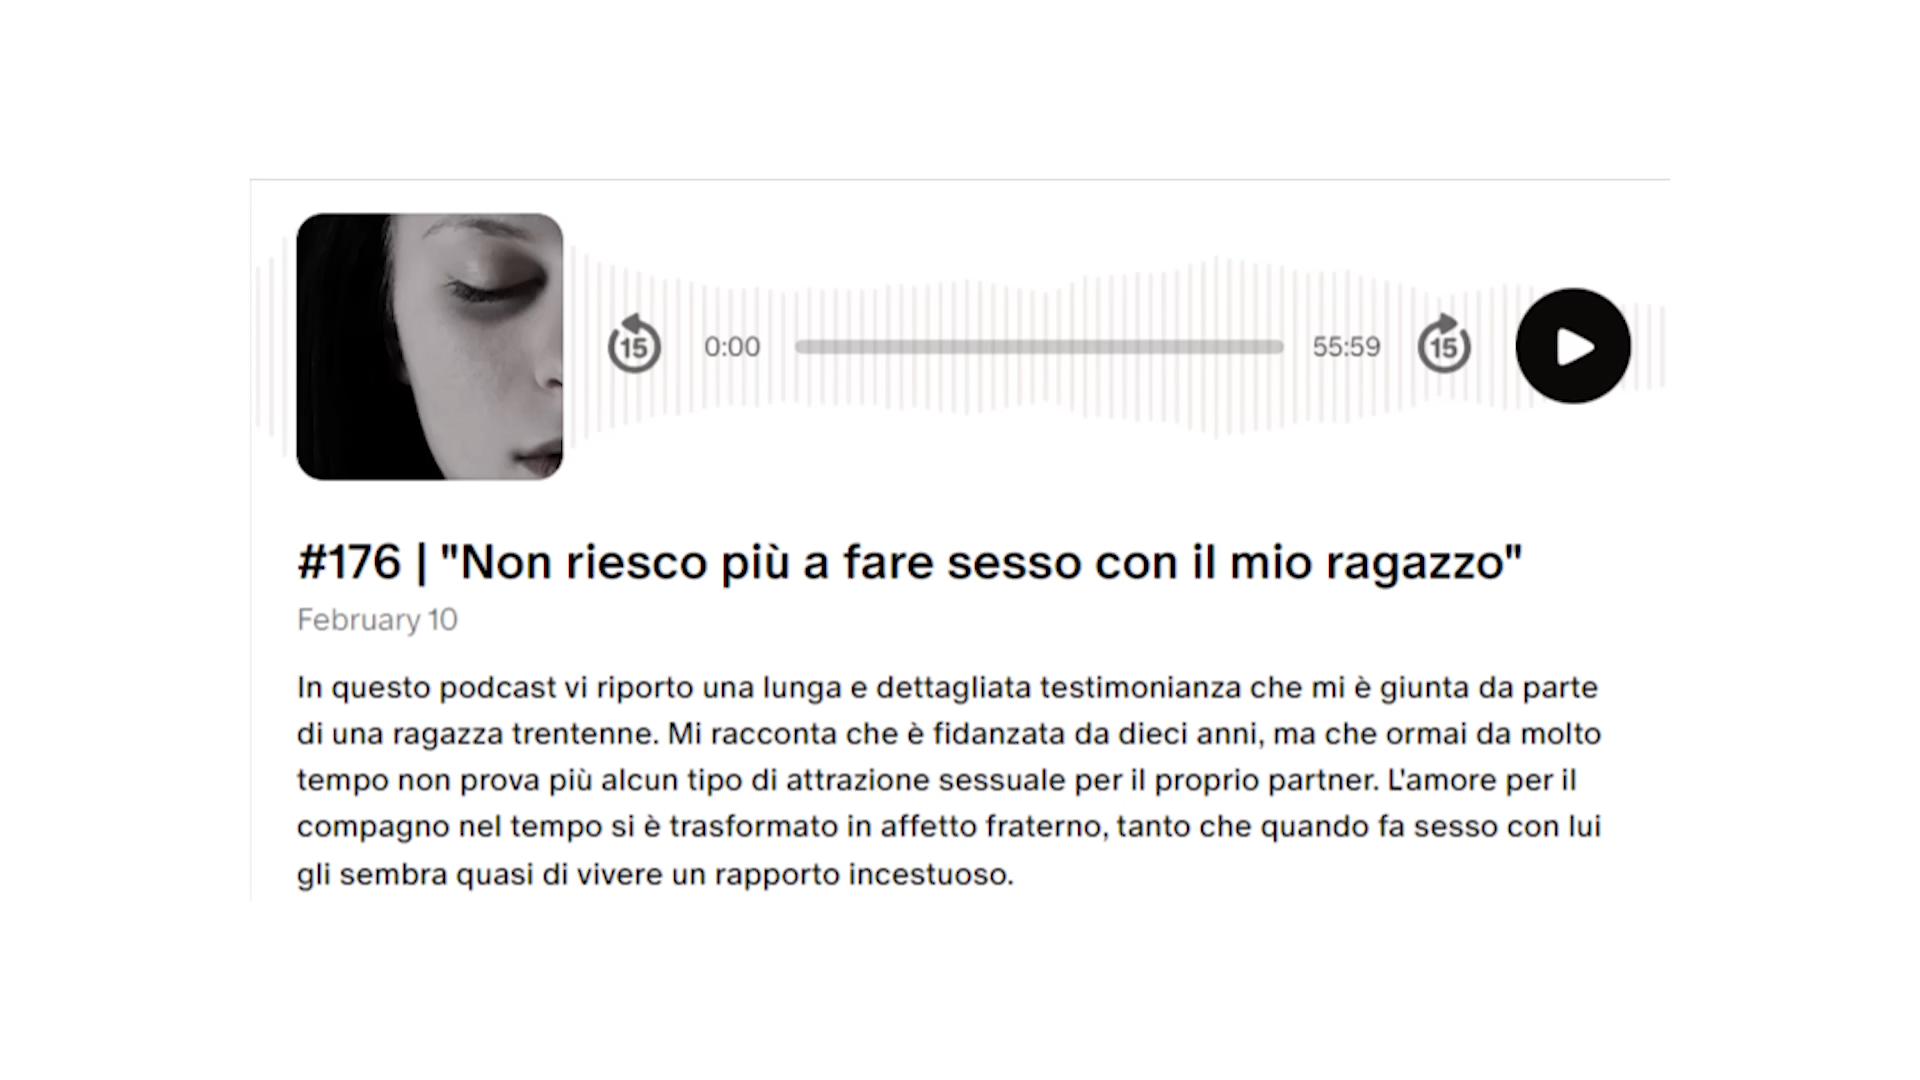 15
0:00
55:59
15
#176 | "Non riesco più a fare sesso con il mio ragazzo"
February 10
In questo podcast vi riporto una lunga e dettagliata testimonianza che mi è giunta da parte
di una ragazza trentenne. Mi racconta che è fidanzata da dieci anni, ma che ormai da molto
tempo non prova più alcun tipo di attrazione sessuale per il proprio partner. L'amore per il
compagno nel tempo si è trasformato in affetto fraterno, tanto che quando fa sesso con lui
gli sembra quasi di vivere un rapporto incestuoso.